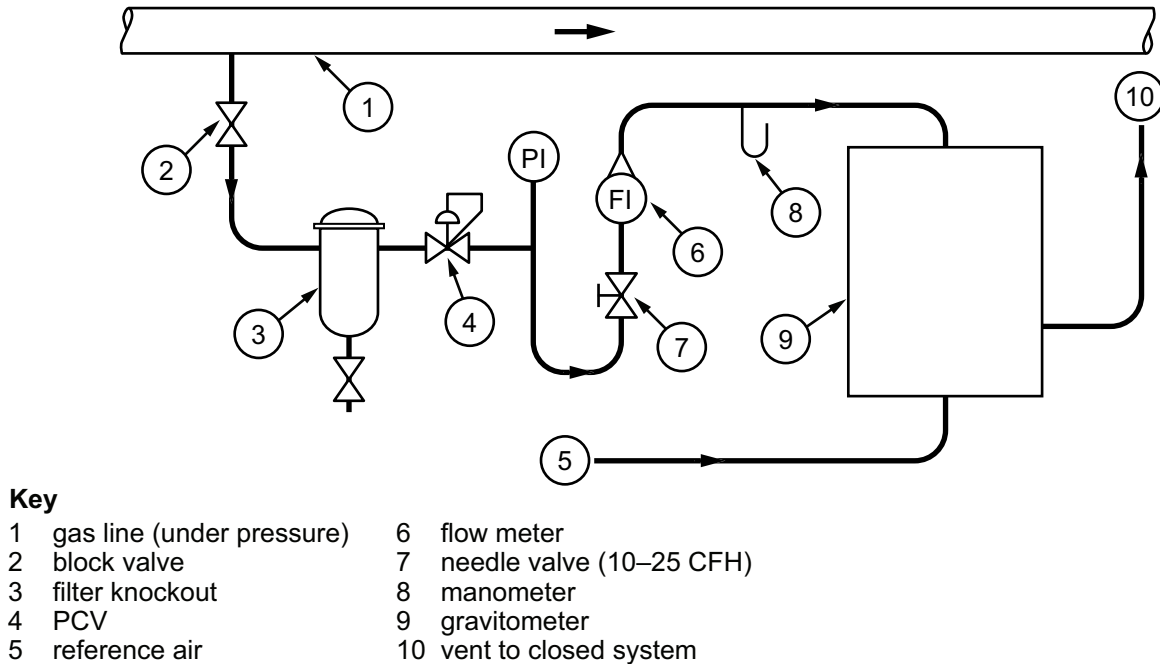 1
10
2
PI
8
FI
6
3
4
7
9
5
Key
1 gas line (under pressure)
2 block valve
3 filter knockout
4 PCV
5 reference air
6 flow meter
7 needle valve (10–25 CFH)
8 manometer
9 gravitometer
10 vent to closed system